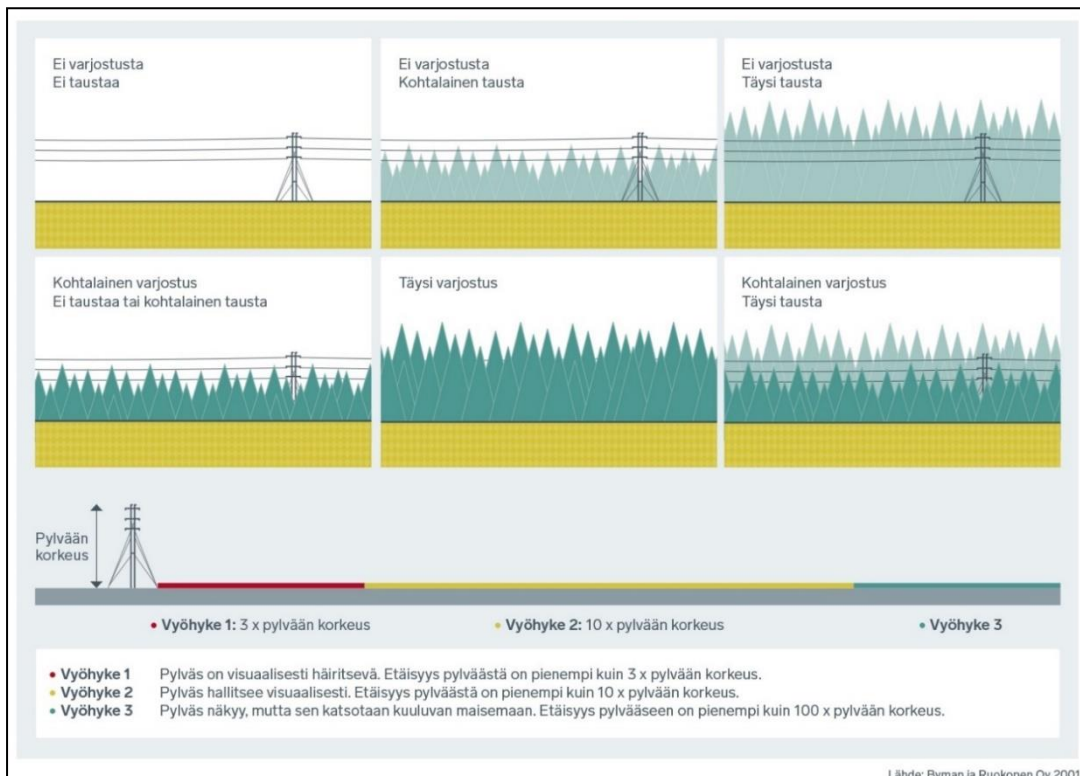 Ei varjostusta
Ei taustaa
Ei varjostusta
Kohtalainen tausta
Ei varjostusta
Täysi tausta
Kohtalainen varjostus
Ei taustaa tai kohtalainen tausta
Täysi varjostus
Kohtalainen varjostus
Täysi tausta
Pylvään
korkeus
• Vyöhyke 1: 3 x pylvään korkeus
• Vyöhyke 2: 10 x pylvään korkeus
• Vyöhyke 3
• Vyöhyke 1 Pylväs on visuaalisesti häiritsevä. Etäisyys pylväästä on pienempi kuin 3 x pylvään korkeus.
• Vyöhyke 2 Pylväs hallitsee visuaalisesti. Etäisyys pylväästä on pienempi kuin 10 x pylvään korkeus.
• Vyöhyke 3 Pylväs näkyy, mutta sen katsotaan kuuluvan maisemaan. Etäisyys pylvääseen on pienempi kuin 100 x pylvään korkeus.
Lähde: Byman ja Ruokonen Oy 2001